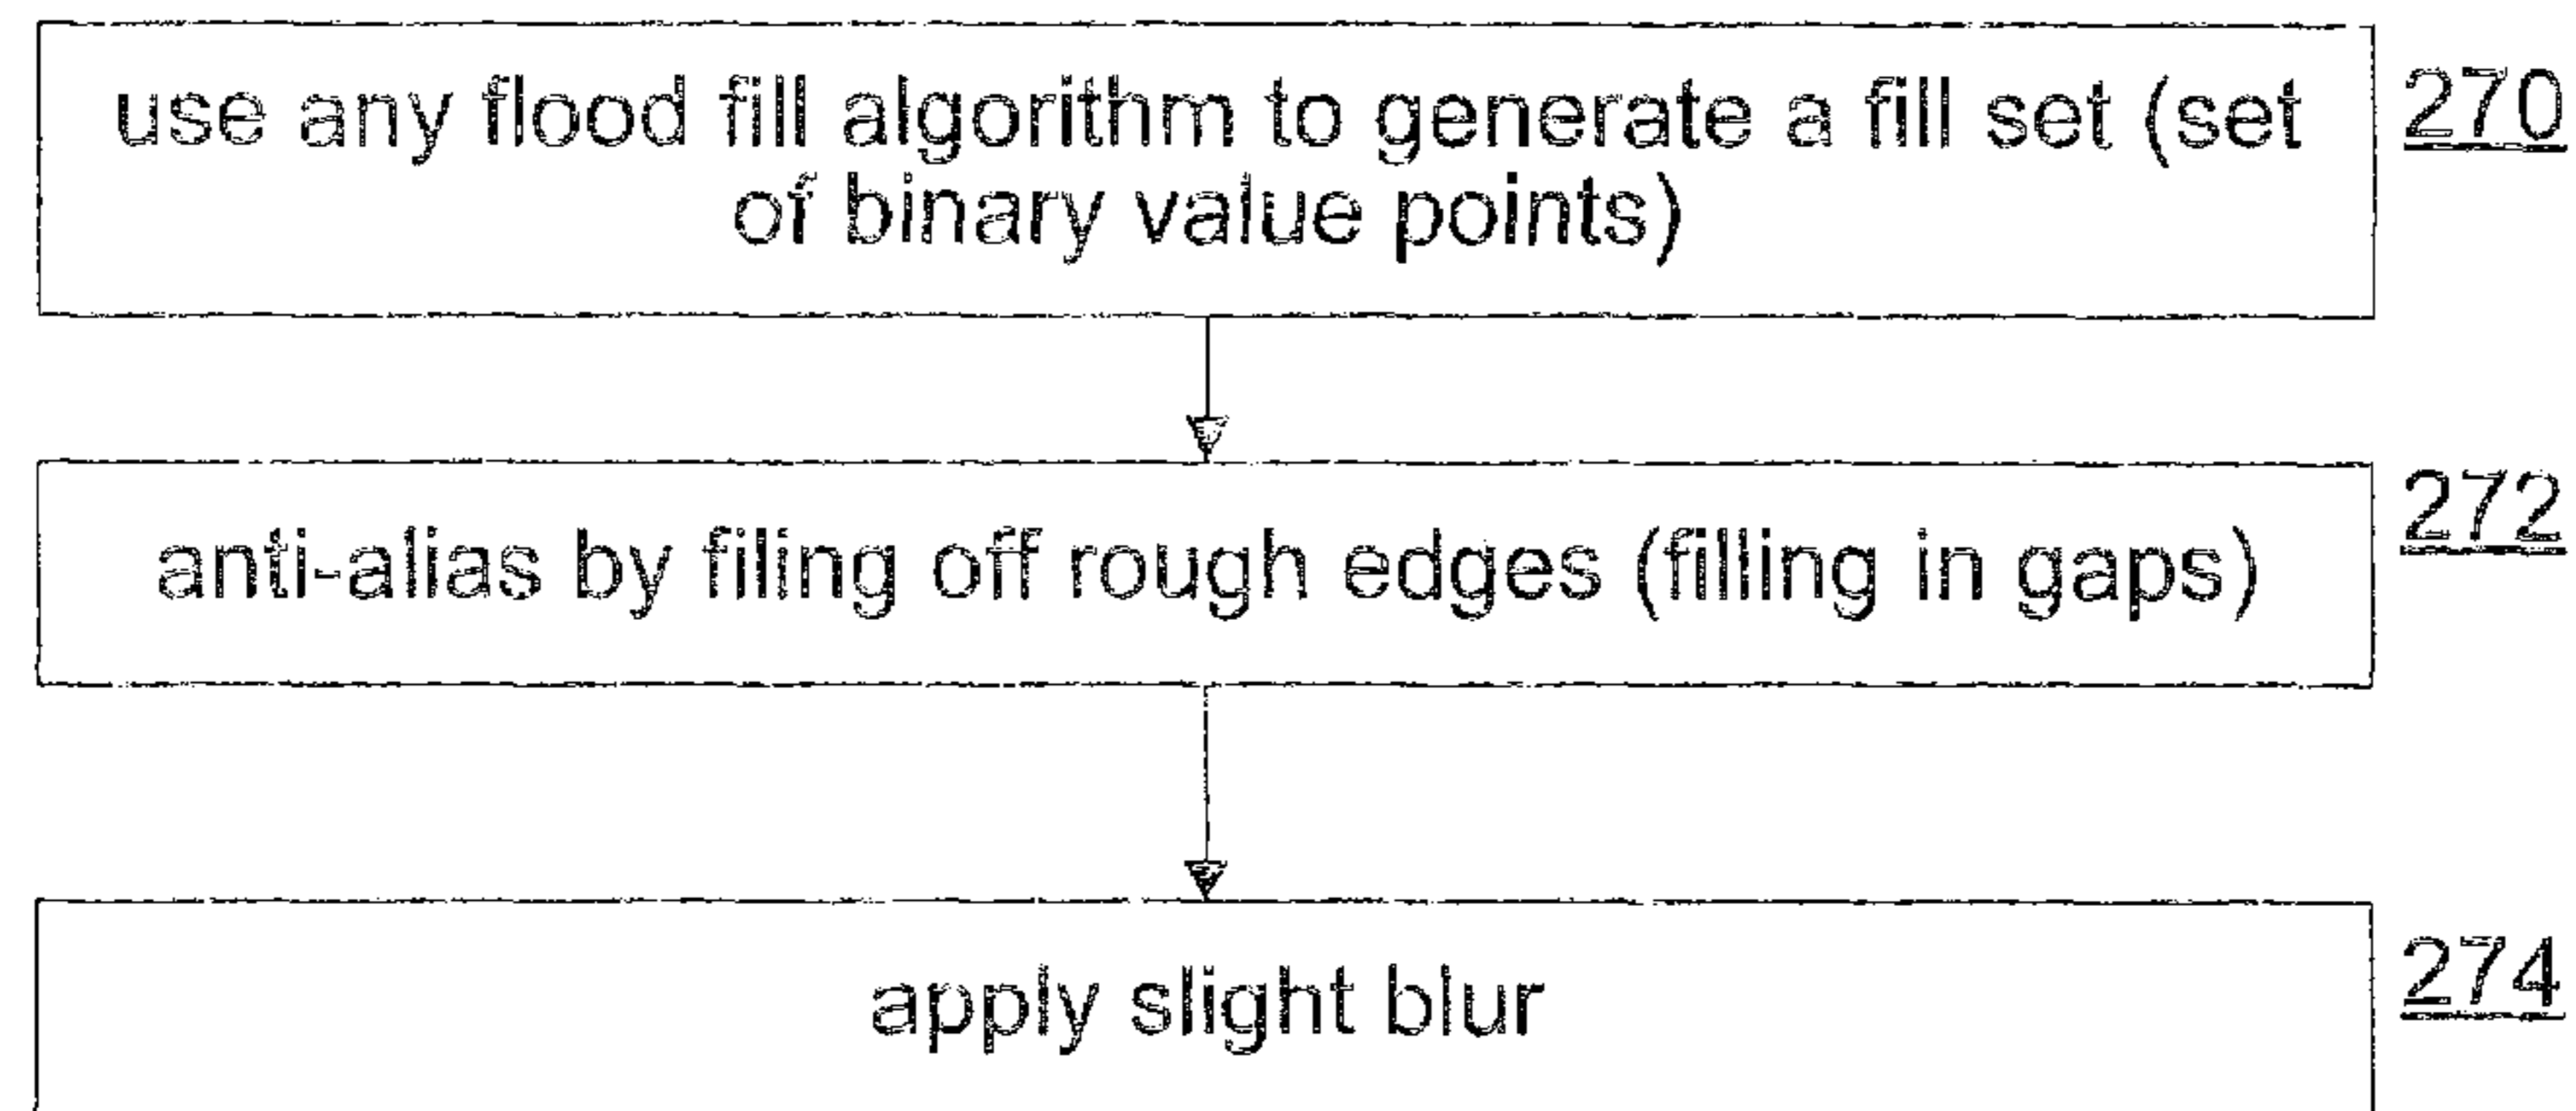 use any flood fill algorithm to generate a fill set (set
270
of binary value points)
anti-alias by filing off rough edges (filling in gaps)
272
apply slight blur
274